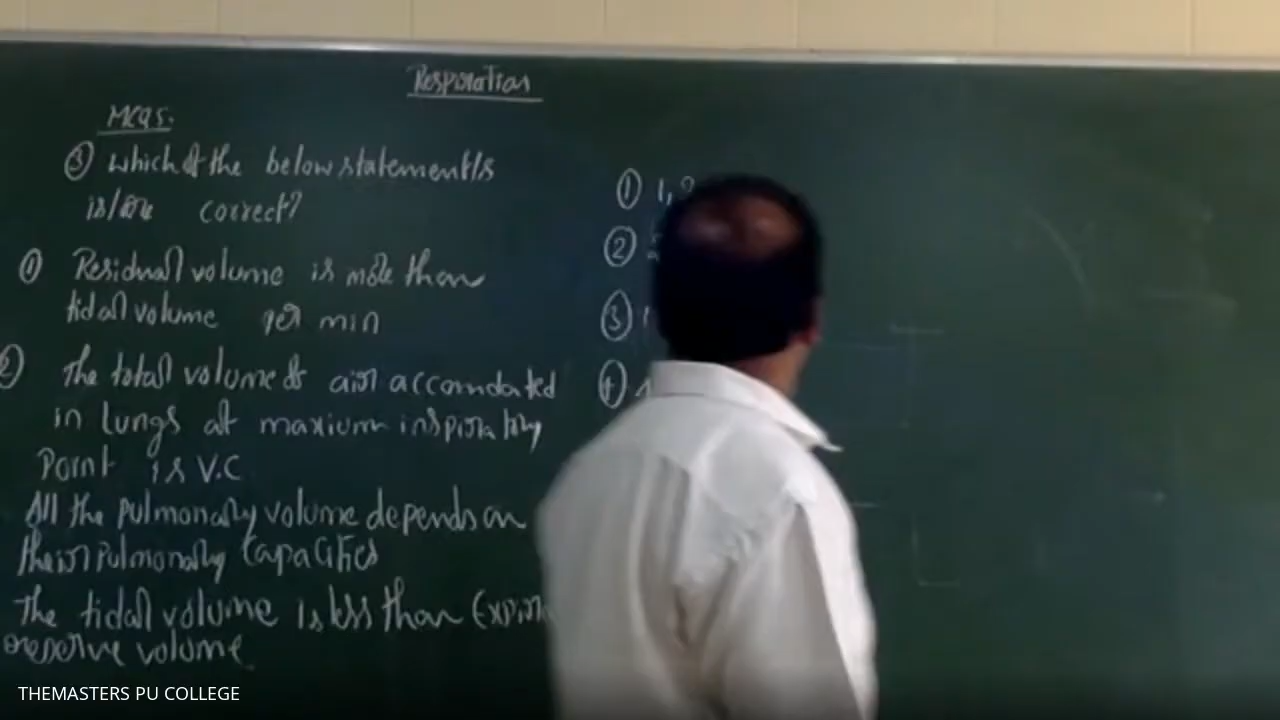 Respiration
MCQs.
③ which of the below statement/s
is/are correct?
① Residual volume is more than
tidal volume per min
② The total volume of air accomdated
in lungs at maxium inspiratory
Point is V.C
All the pulmonary volume depends on
their pulmonary capacities
The tidal volume is less than
reserve volume
① 1,
②
③
④
THEMASTERS PU COLLEGE